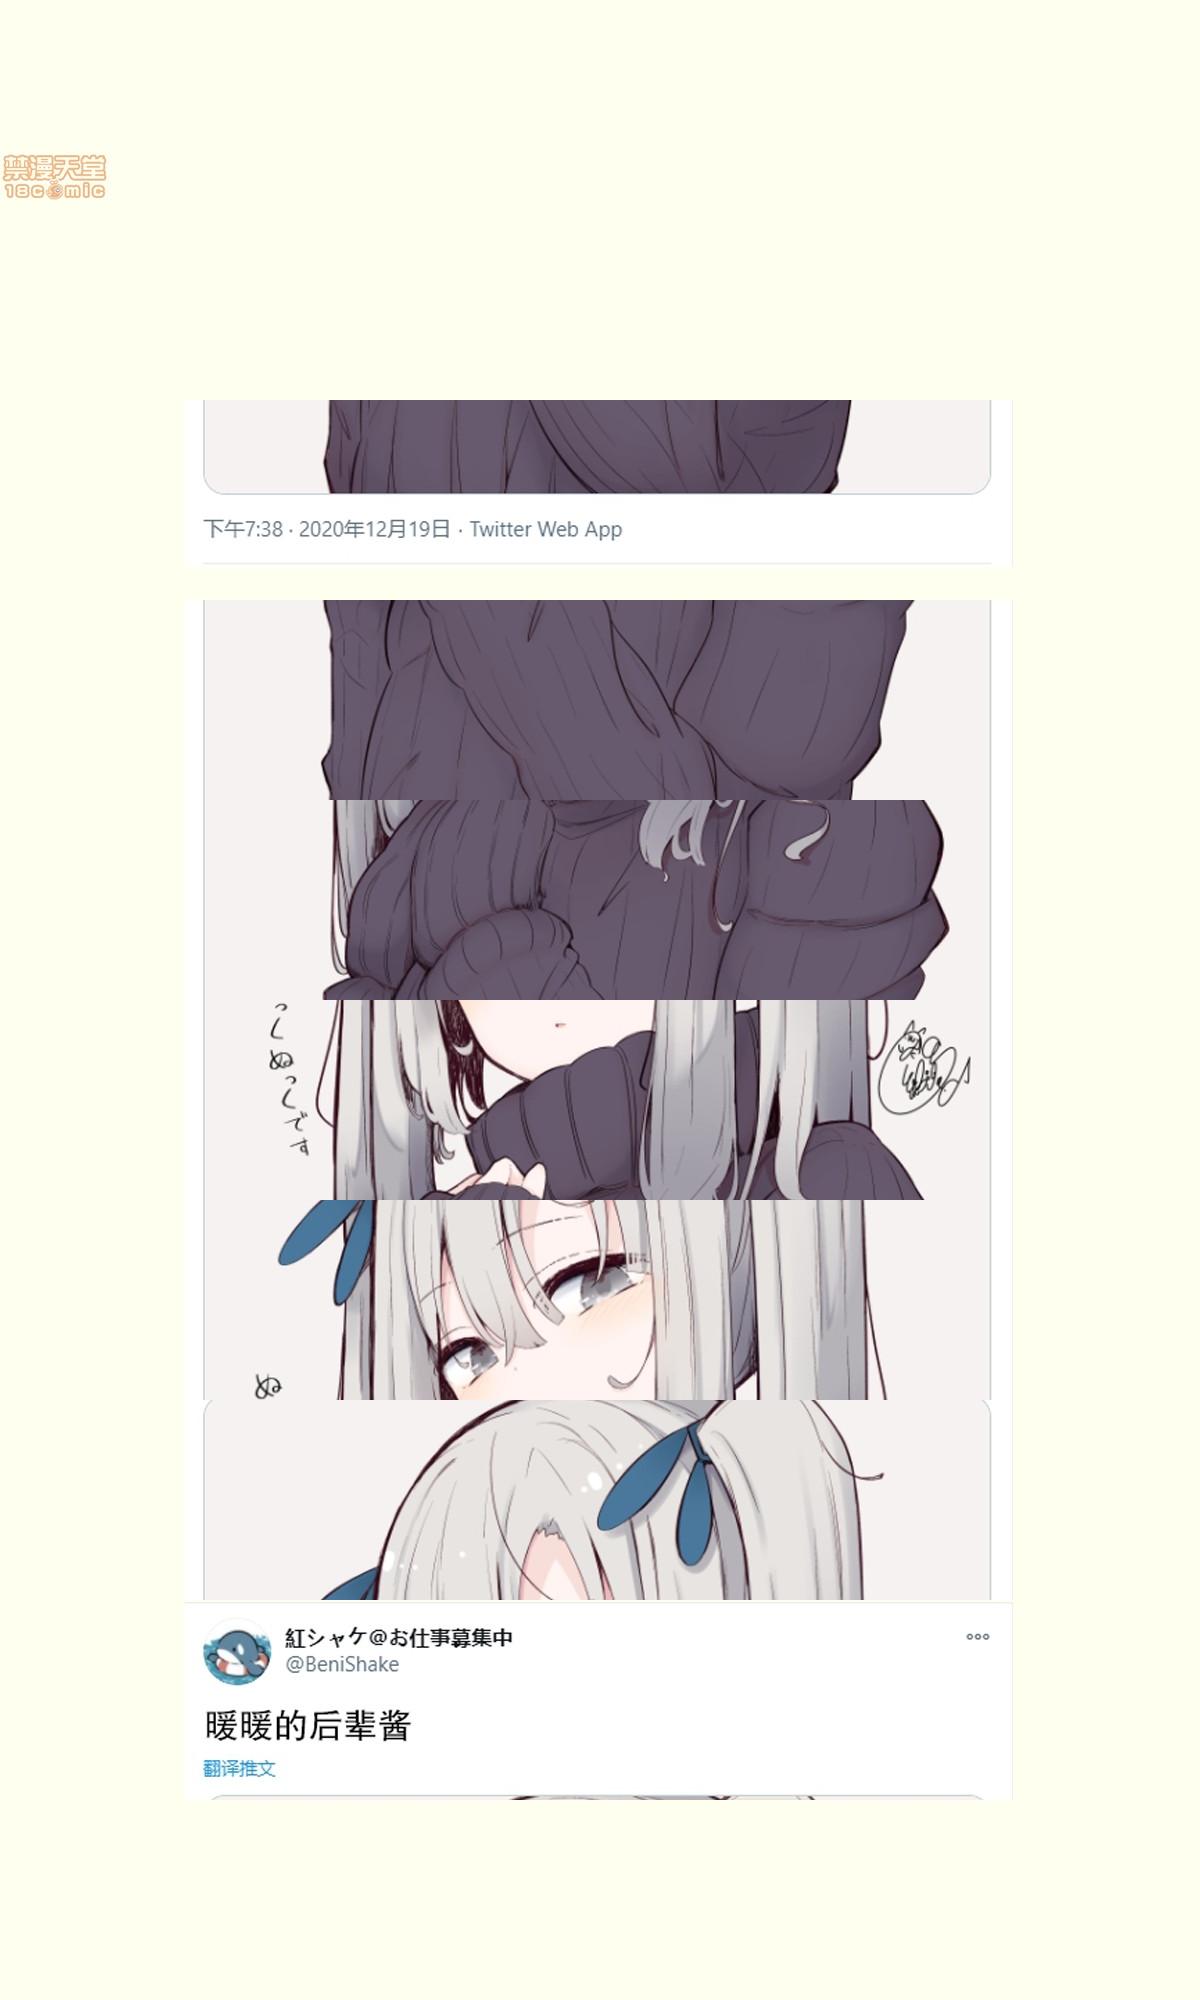 禁漫天堂
18comic
下午7:38 · 2020年12月19日 · Twitter Web App
っくぬっくです
ぬ
紅シャケ@お仕事募集中
@BeniShake
暖暖的后辈酱
翻译推文